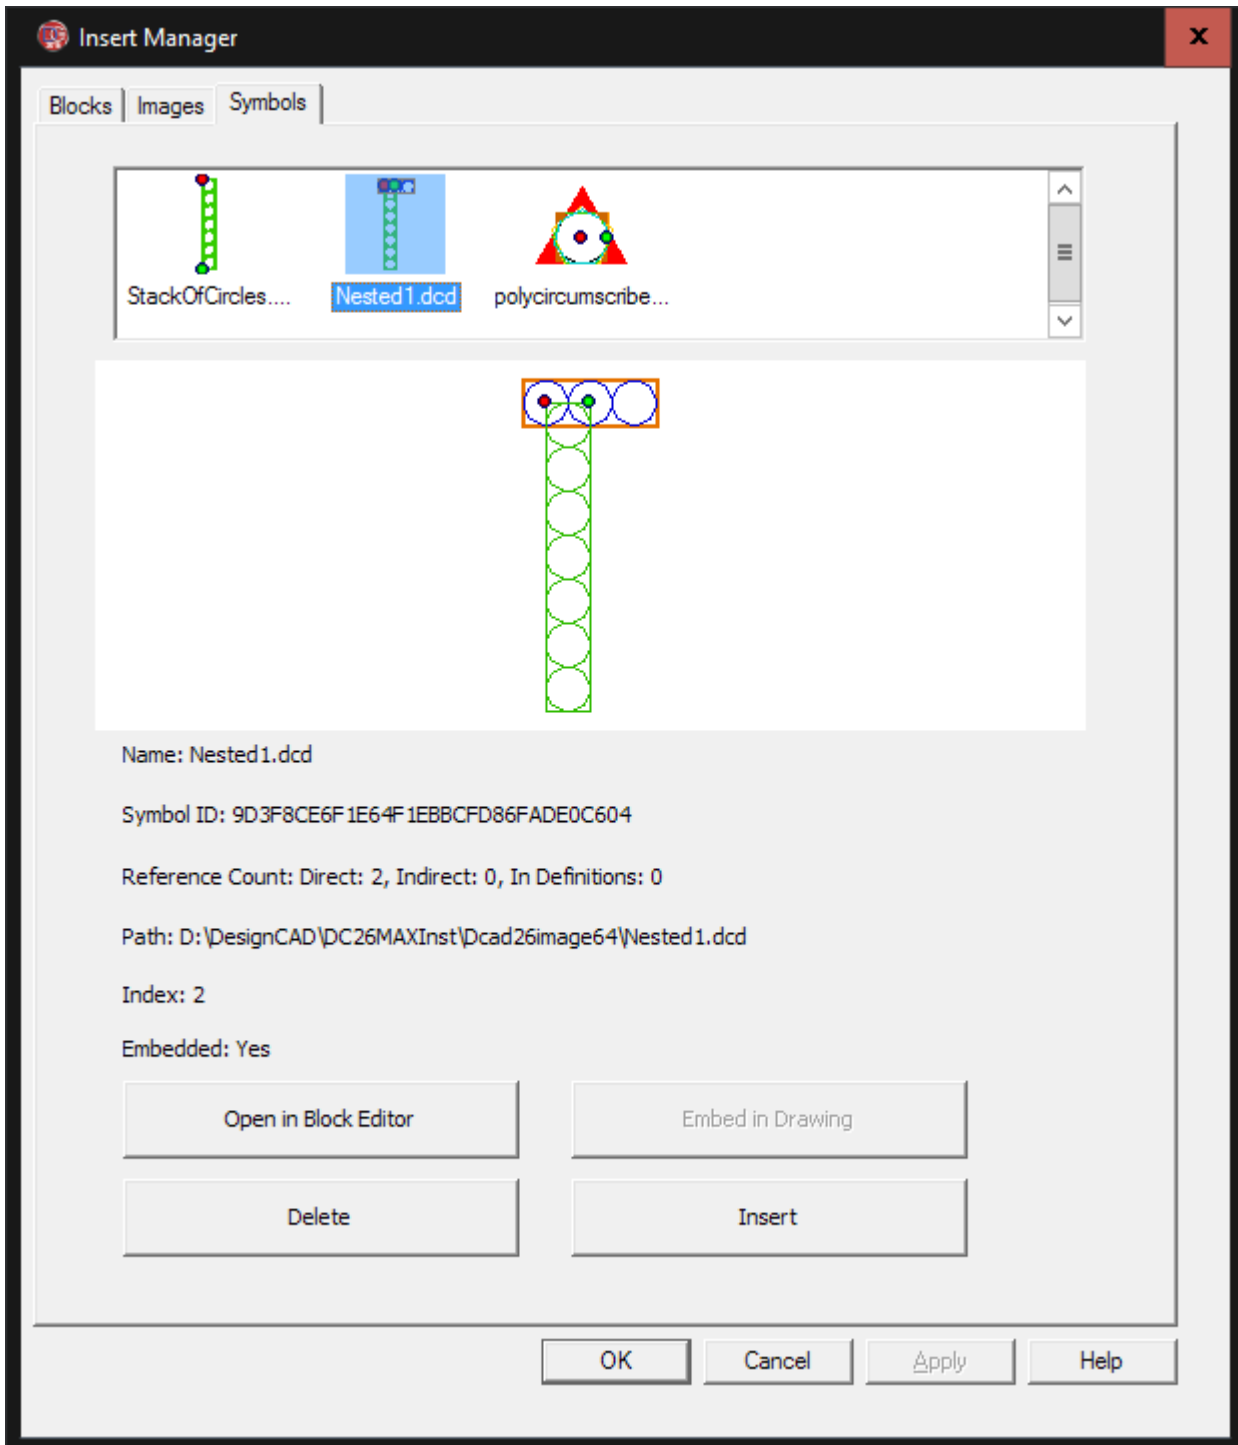 Insert Manager
Blocks Images Symbols
StackOfCircles.... Nested1.dcd polycircumscribe...
Name: Nested1.dcd
Symbol ID: 9D3F8CE6F1E64F1EBBCFD86FADE0C604
Reference Count: Direct: 2, Indirect: 0, In Definitions: 0
Path: D:\DesignCAD\DC26MAXInst\Dcad26image64\Nested1.dcd
Index: 2
Embedded: Yes
Open in Block Editor Embed in Drawing
Delete Insert
OK Cancel Apply Help